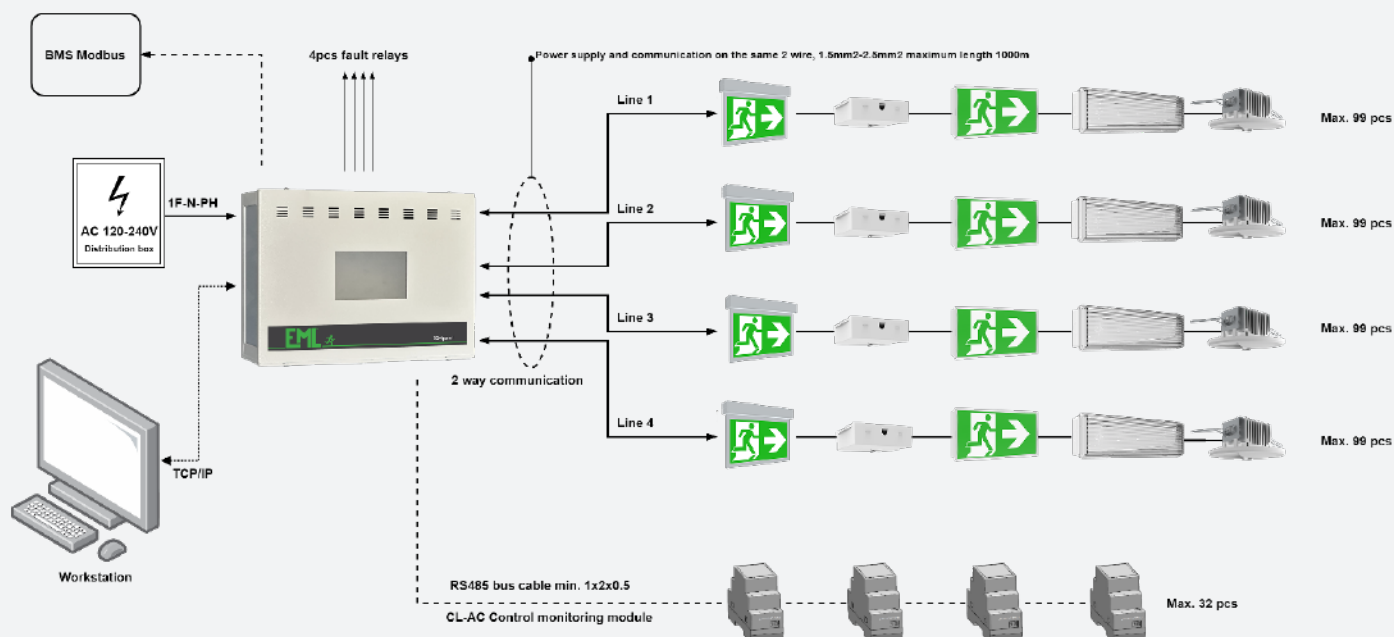 BMS Modbus
4pcs fault relays
Power supply and communication on the same 2 wire, 1.5mm2-2.5mm2 maximum length 1000m
Line 1
Max. 99 pcs
1F-N-PH
AC 120-240V
Distribution box
Line 2
Max. 99 pcs
EML
Line 3
Max. 99 pcs
2 way communication
Line 4
Max. 99 pcs
TCP/IP
Workstation
RS485 bus cable min. 1x2x0.5
CL-AC Control monitoring module
Max. 32 pcs